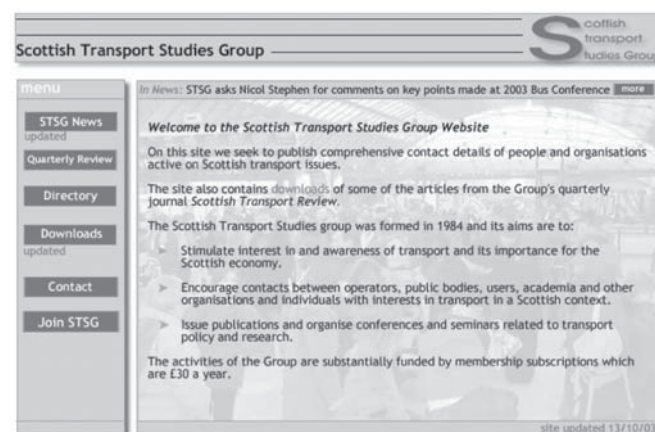 Scottish Transport Studies Group
Scottish
transport
Studies Grou
menu
STSG News
updated
Quarterly Review
Directory
Downloads
updated
Contact
Join STSG
In News: STSG asks Nicol Stephen for comments on key points made at 2003 Bus Conference more
Welcome to the Scottish Transport Studies Group Website
On this site we seek to publish comprehensive contact details of people and organisations
active on Scottish transport issues.
The site also contains downloads of some of the articles from the Group's quarterly
journal Scottish Transport Review.
The Scottish Transport Studies group was formed in 1984 and its aims are to:
Stimulate interest in and awareness of transport and its importance for the
Scottish economy.
Encourage contacts between operators, public bodies, users, academia and other
organisations and individuals with interests in transport in a Scottish context.
Issue publications and organise conferences and seminars related to transport
policy and research.
The activities of the Group are substantially funded by membership subscriptions which
are £30 a year.
site updated 13/10/03